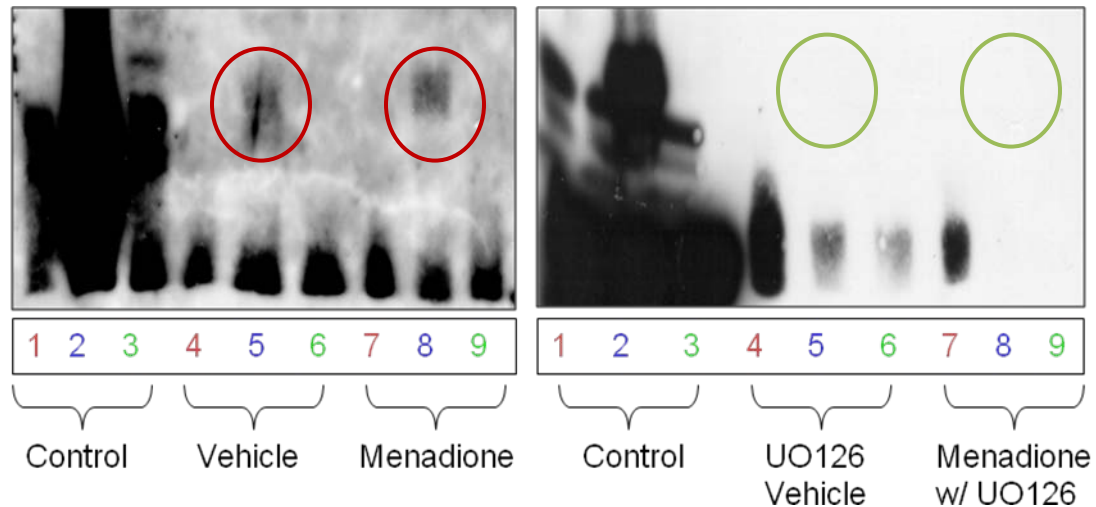 1 2 3 4 5 6 7 8 9
Control Vehicle Menadione
1 2 3 4 5 6 7 8 9
Control UO126 Vehicle Menadione w/ UO126